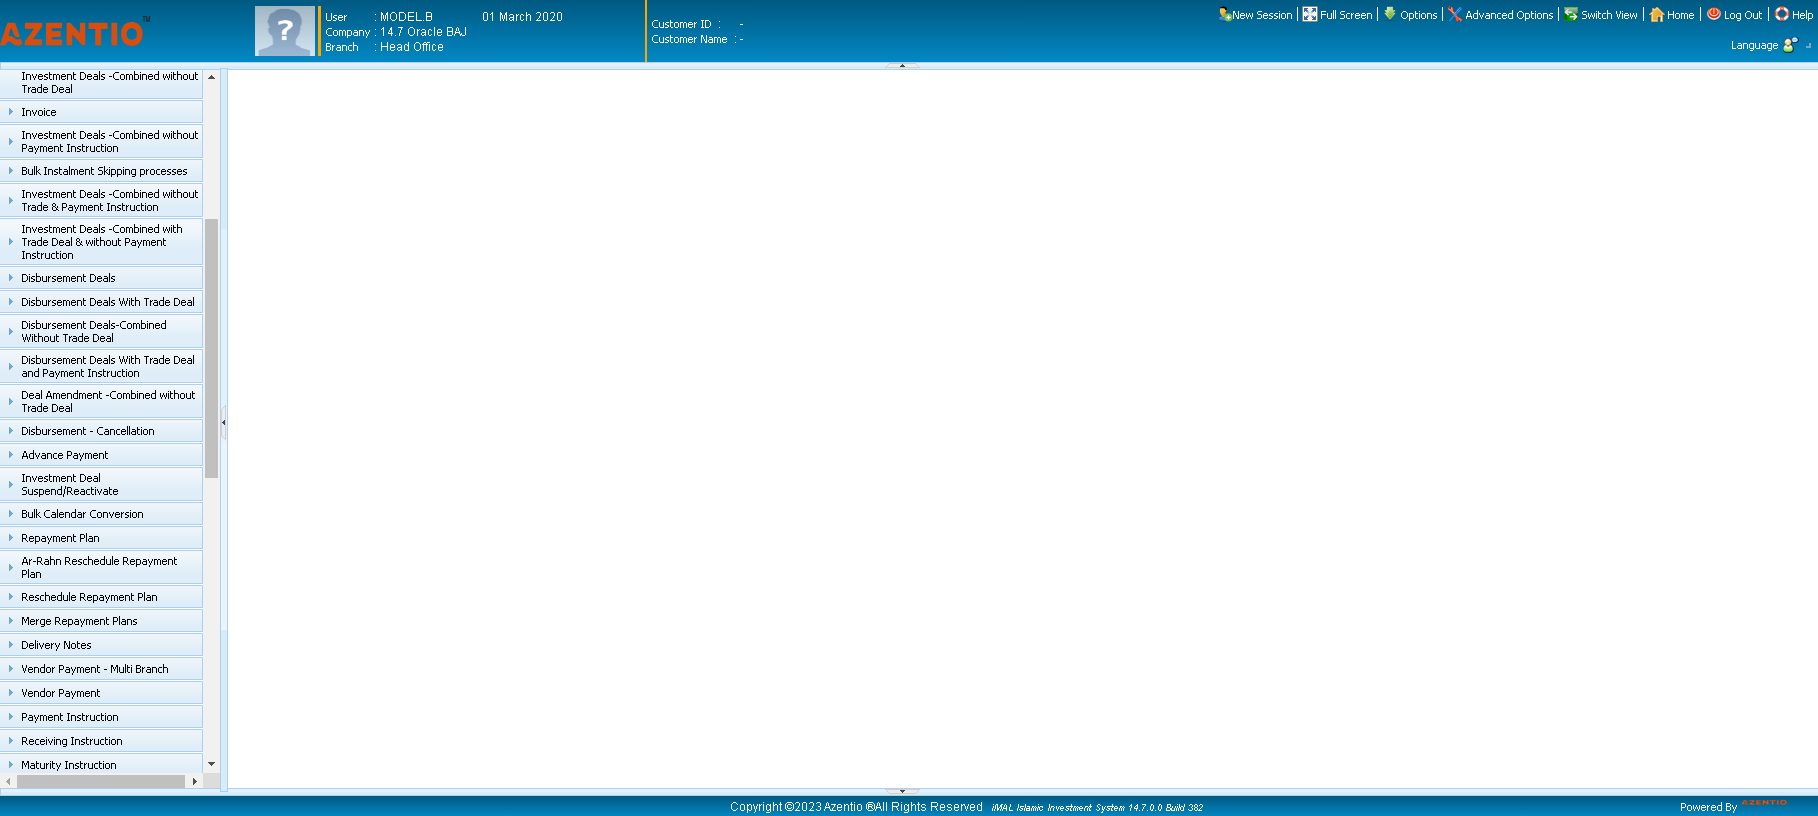 AZENTIO™
User : MODEL.B 01 March 2020
Company : 14.7 Oracle BAJ
Branch : Head Office
Customer ID : -
Customer Name : -
New Session
Full Screen
Options
Advanced Options
Switch View
Home
Log Out
Help
Language
Investment Deals -Combined without
Trade Deal
Invoice
Investment Deals -Combined without
Payment Instruction
Bulk Instalment Skipping processes
Investment Deals -Combined without
Trade & Payment Instruction
Investment Deals -Combined with
Trade Deal & without Payment
Instruction
Disbursement Deals
Disbursement Deals With Trade Deal
Disbursement Deals-Combined
Without Trade Deal
Disbursement Deals With Trade Deal
and Payment Instruction
Deal Amendment -Combined without
Trade Deal
Disbursement - Cancellation
Advance Payment
Investment Deal
Suspend/Reactivate
Bulk Calendar Conversion
Repayment Plan
Ar-Rahn Reschedule Repayment
Plan
Reschedule Repayment Plan
Merge Repayment Plans
Delivery Notes
Vendor Payment - Multi Branch
Vendor Payment
Payment Instruction
Receiving Instruction
Maturity Instruction
Copyright ©2023 Azentio ®All Rights Reserved iMAL Islamic Investment System 14.7.0.0 Build 382
Powered By AZENTIO